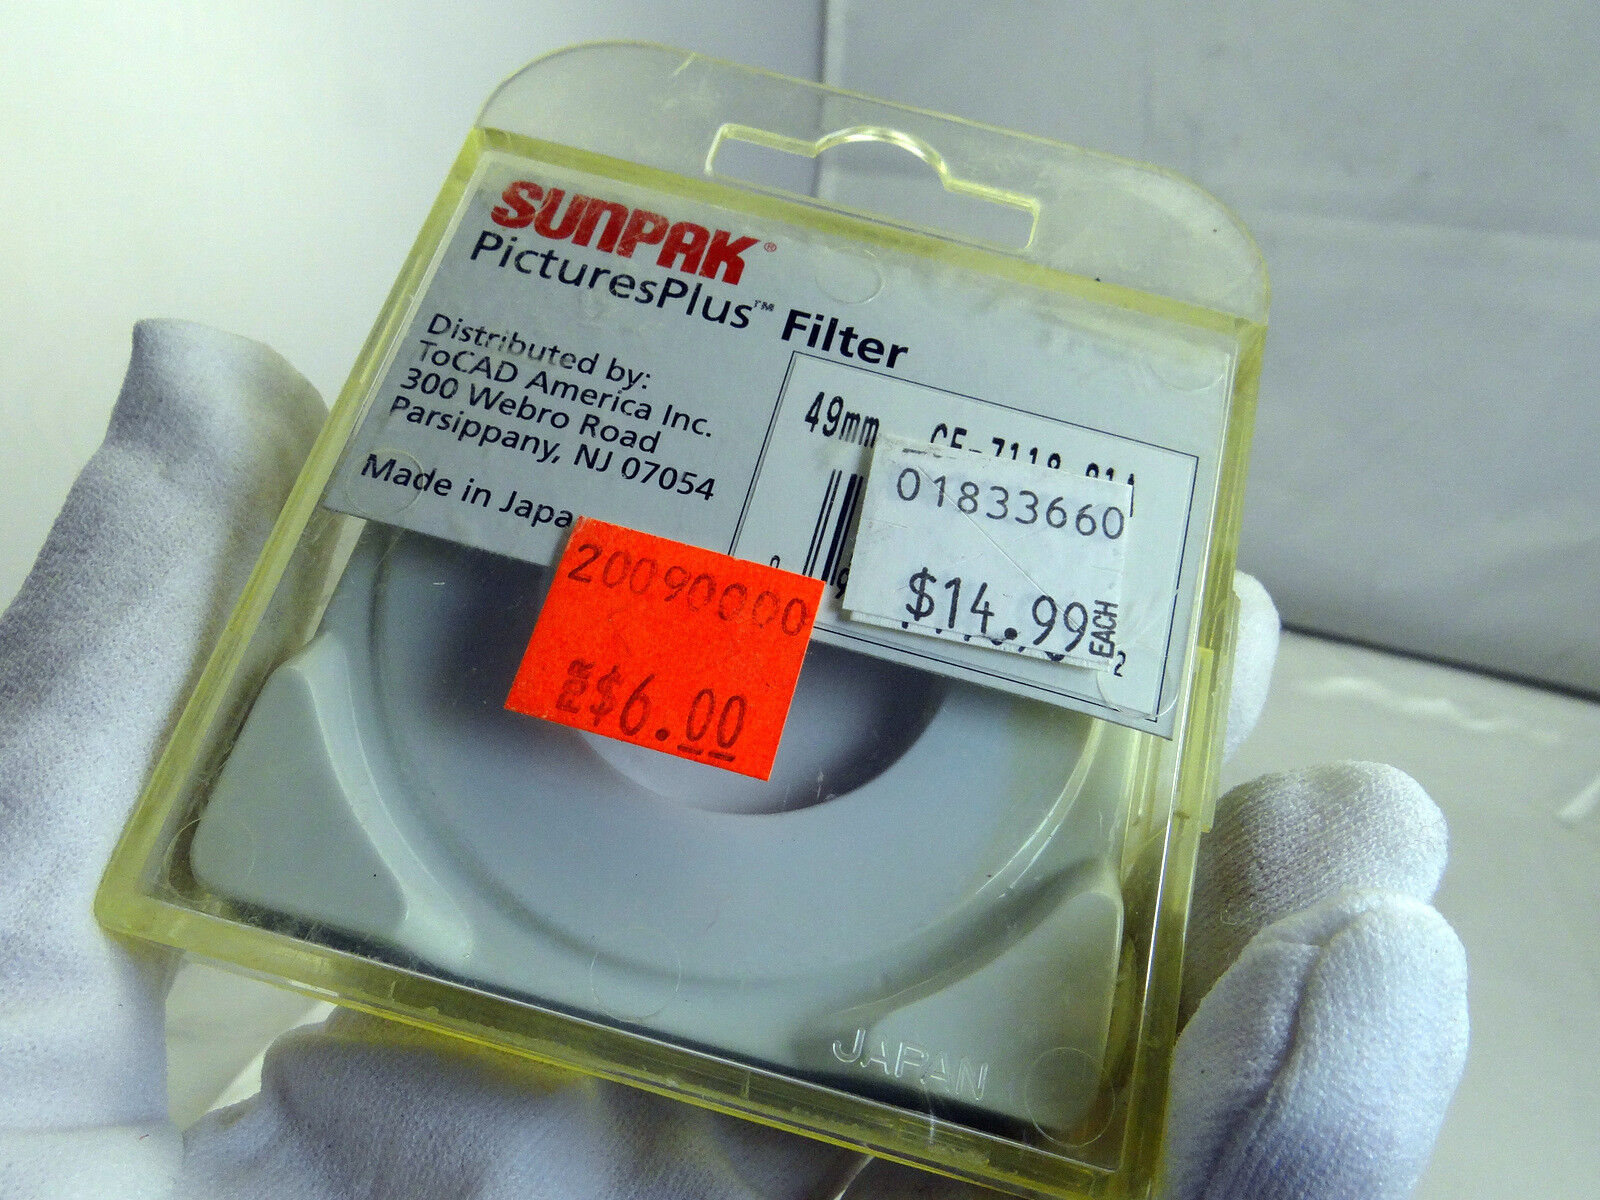 SUNPAK®
PicturesPlus™ Filter
Distributed by:
ToCAD America Inc.
300 Webro Road
Parsippany, NJ 07054
Made in Japa
49mm
01833660
$14.99 EACH
2
20090000
$6.00
JAPAN